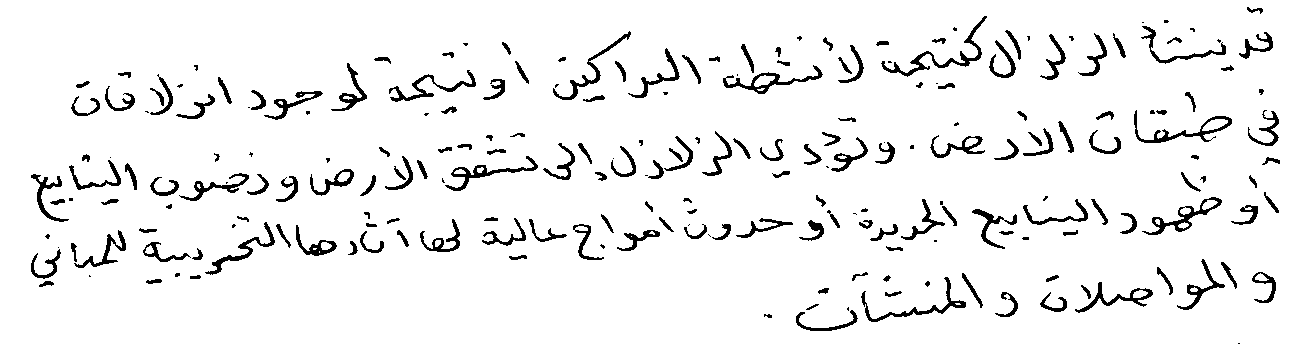 قد ينشأ الزلزال كنتيجة لأنشطة البراكين أو نتيجة لوجود انزلاقات
في طبقات الأرض. وتؤدي الزلازل إلى تشقق الأرض ونضوب الينابيع
أو ظهور الينابيع الجديدة أو حدوث أمواج عالية لها آثارها التخريبية للمباني
والمواصلات والمنشآت.